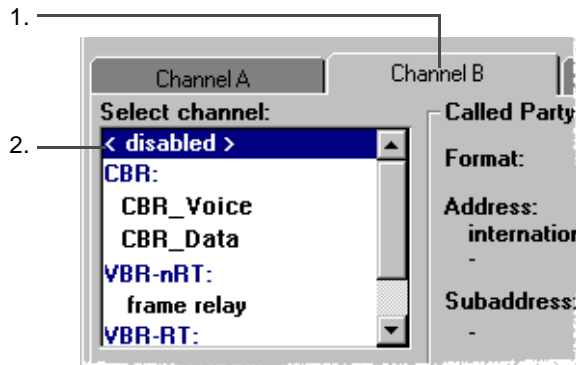 1.
Channel A
Channel B
Select channel:
2.
< disabled >
CBR:
CBR_Voice
CBR_Data
VBR-nRT:
frame relay
VBR-RT:
Called Party
Format:
Address:
internation
-
Subaddress:
-